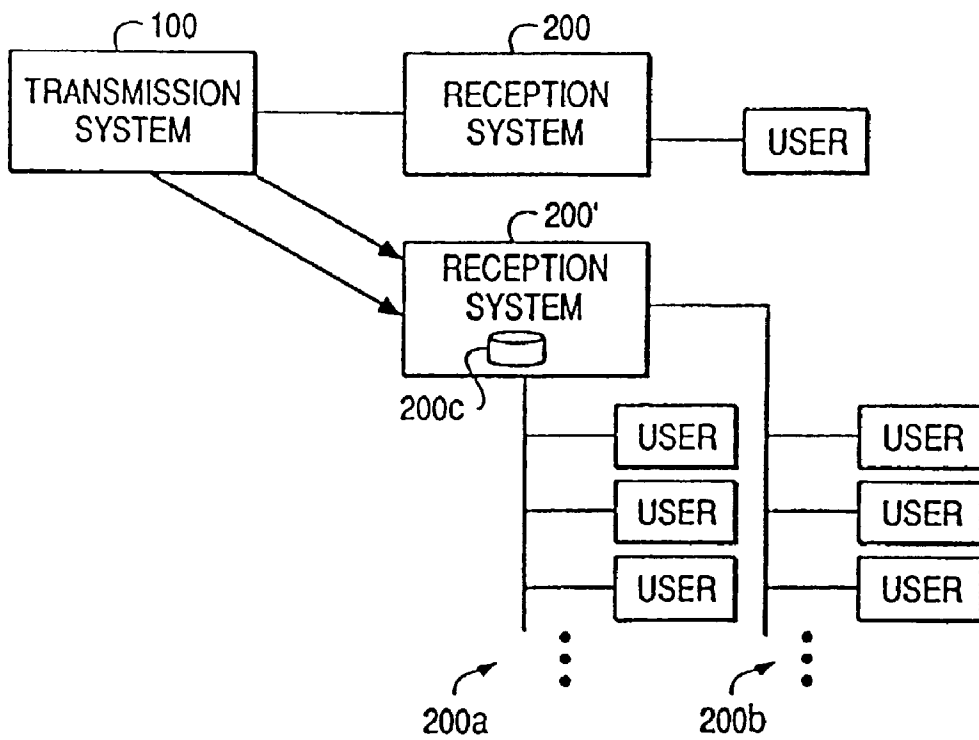 100
TRANSMISSION
SYSTEM
200
RECEPTION
SYSTEM
USER
200'
RECEPTION
SYSTEM
200c
USER
USER
USER
USER
USER
USER
200a
200b